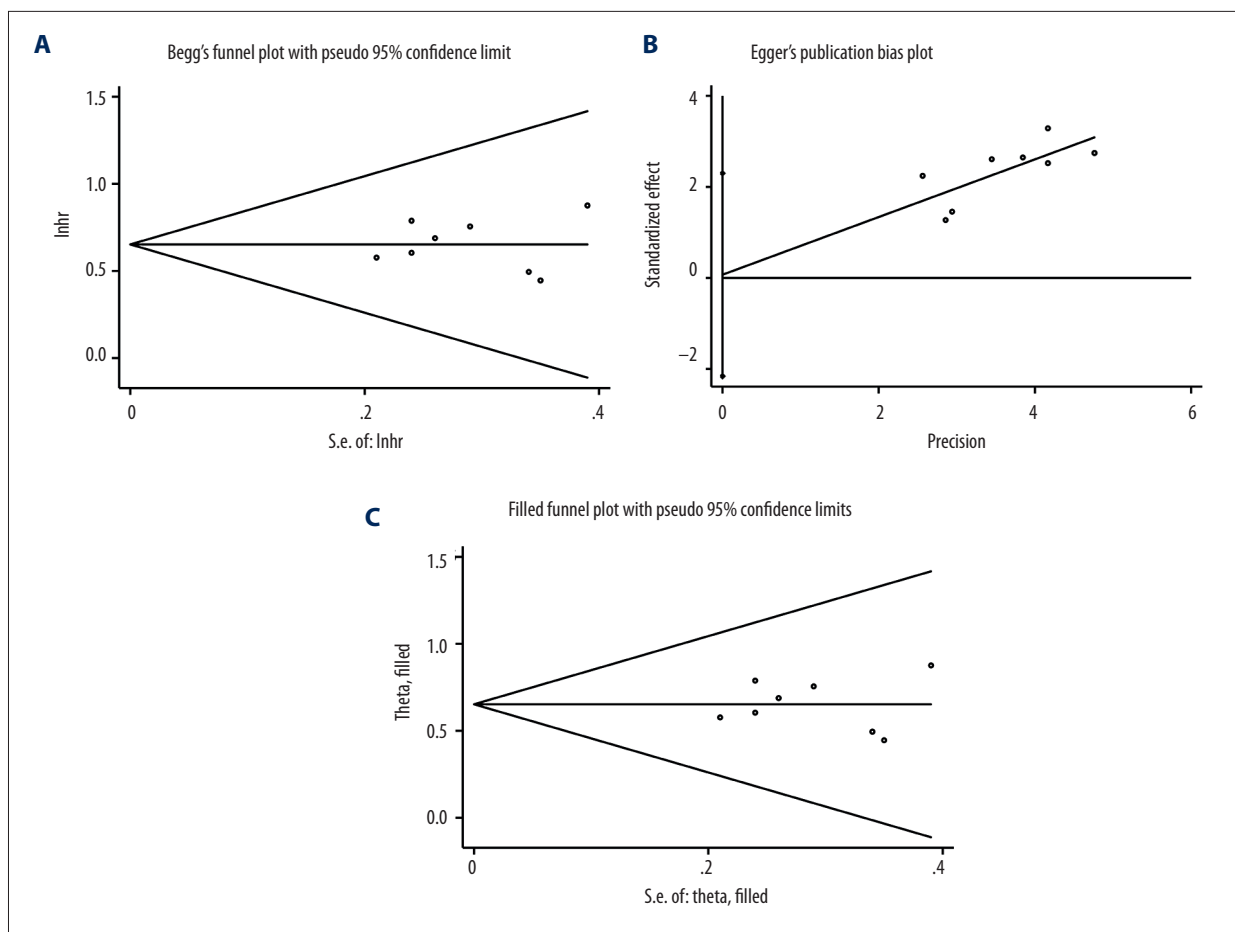 A
Begg's funnel plot with pseudo 95% confidence limit
1.5
1.0
0.5
0.0
lnhr
0 .2 .4
S.e. of: lnhr
B
Egger's publication bias plot
4
2
0
–2
Standardized effect
0 2 4 6
Precision
C
Filled funnel plot with pseudo 95% confidence limits
1.5
1.0
0.5
0.0
Theta, filled
0 .2 .4
S.e. of: theta, filled